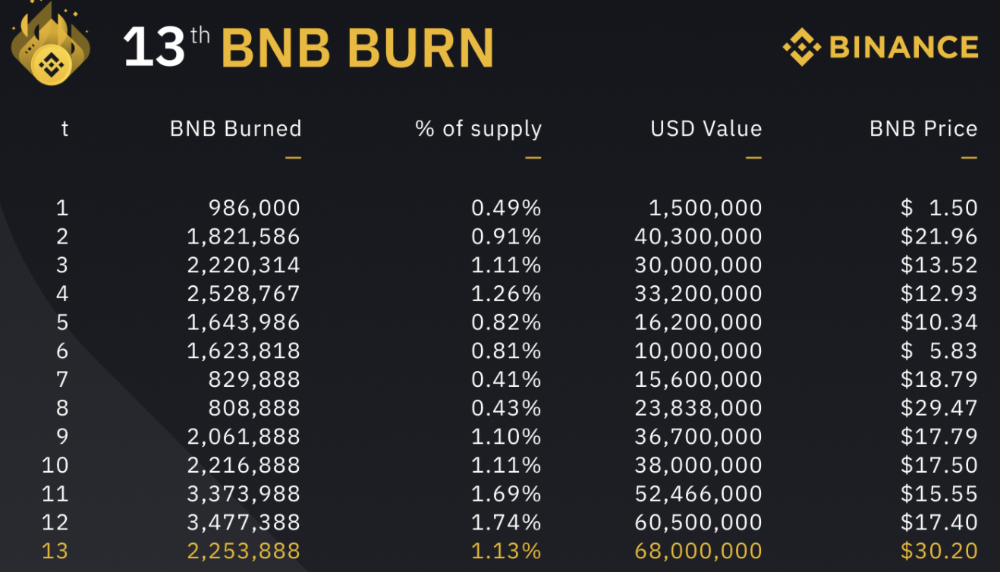 13th BNB BURN BINANCE
t BNB Burned % of supply USD Value BNB Price
1 986,000 0.49% 1,500,000 $ 1.50
2 1,821,586 0.91% 40,300,000 $21.96
3 2,220,314 1.11% 30,000,000 $13.52
4 2,528,767 1.26% 33,200,000 $12.93
5 1,643,986 0.82% 16,200,000 $10.34
6 1,623,818 0.81% 10,000,000 $ 5.83
7 829,888 0.41% 15,600,000 $18.79
8 808,888 0.43% 23,838,000 $29.47
9 2,061,888 1.10% 36,700,000 $17.79
10 2,216,888 1.11% 38,000,000 $17.50
11 3,373,988 1.69% 52,466,000 $15.55
12 3,477,388 1.74% 60,500,000 $17.40
13 2,253,888 1.13% 68,000,000 $30.20